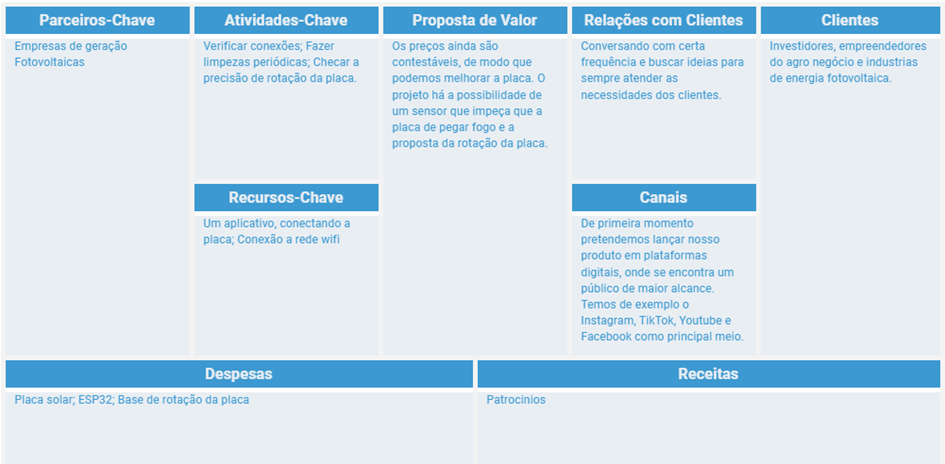 Parceiros-Chave
Empresas de geração
Fotovoltaicas
Atividades-Chave
Verificar conexões; Fazer
limpezas periódicas; Checar a
precisão de rotação da placa.
Recursos-Chave
Um aplicativo, conectando a
placa; Conexão a rede wifi
Proposta de Valor
Os preços ainda são
contestáveis, de modo que
podemos melhorar a placa. O
projeto há a possibilidade de
um sensor que impeça que a
placa de pegar fogo e a
proposta da rotação da placa.
Relações com Clientes
Conversando com certa
frequência e buscar ideias para
sempre atender as
necessidades dos clientes.
Canais
De primeira momento
pretendemos lançar nosso
produto em plataformas
digitais, onde se encontra um
público de maior alcance.
Temos de exemplo o
Instagram, TikTok, Youtube e
Facebook como principal meio.
Clientes
Investidores, empreendedores
do agro negócio e industrias
de energia fotovoltaica.
Despesas
Placa solar; ESP32; Base de rotação da placa
Receitas
Patrocinios